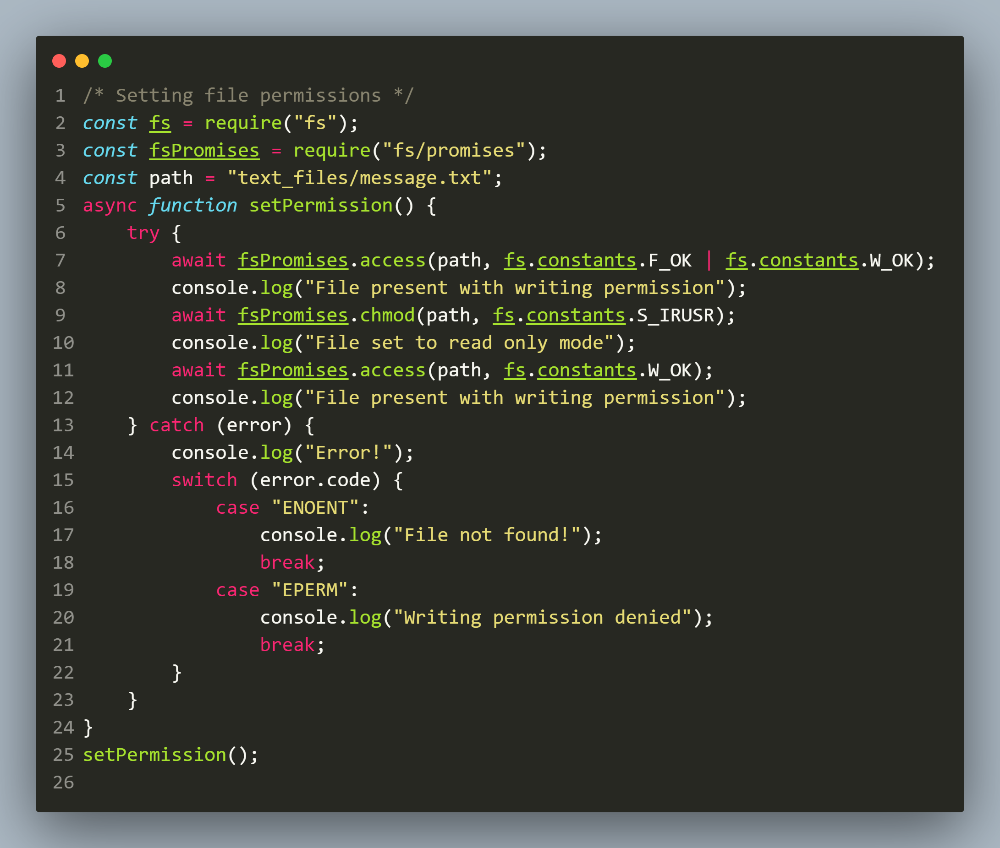 1 /* Setting file permissions */
2 const fs = require("fs");
3 const fsPromises = require("fs/promises");
4 const path = "text_files/message.txt";
5 async function setPermission() {
6     try {
7         await fsPromises.access(path, fs.constants.F_OK | fs.constants.W_OK);
8         console.log("File present with writing permission");
9         await fsPromises.chmod(path, fs.constants.S_IRUSR);
10         console.log("File set to read only mode");
11         await fsPromises.access(path, fs.constants.W_OK);
12         console.log("File present with writing permission");
13     } catch (error) {
14         console.log("Error!");
15         switch (error.code) {
16             case "ENOENT":
17                 console.log("File not found!");
18                 break;
19             case "EPERM":
20                 console.log("Writing permission denied");
21                 break;
22         }
23     }
24 }
25 setPermission();
26